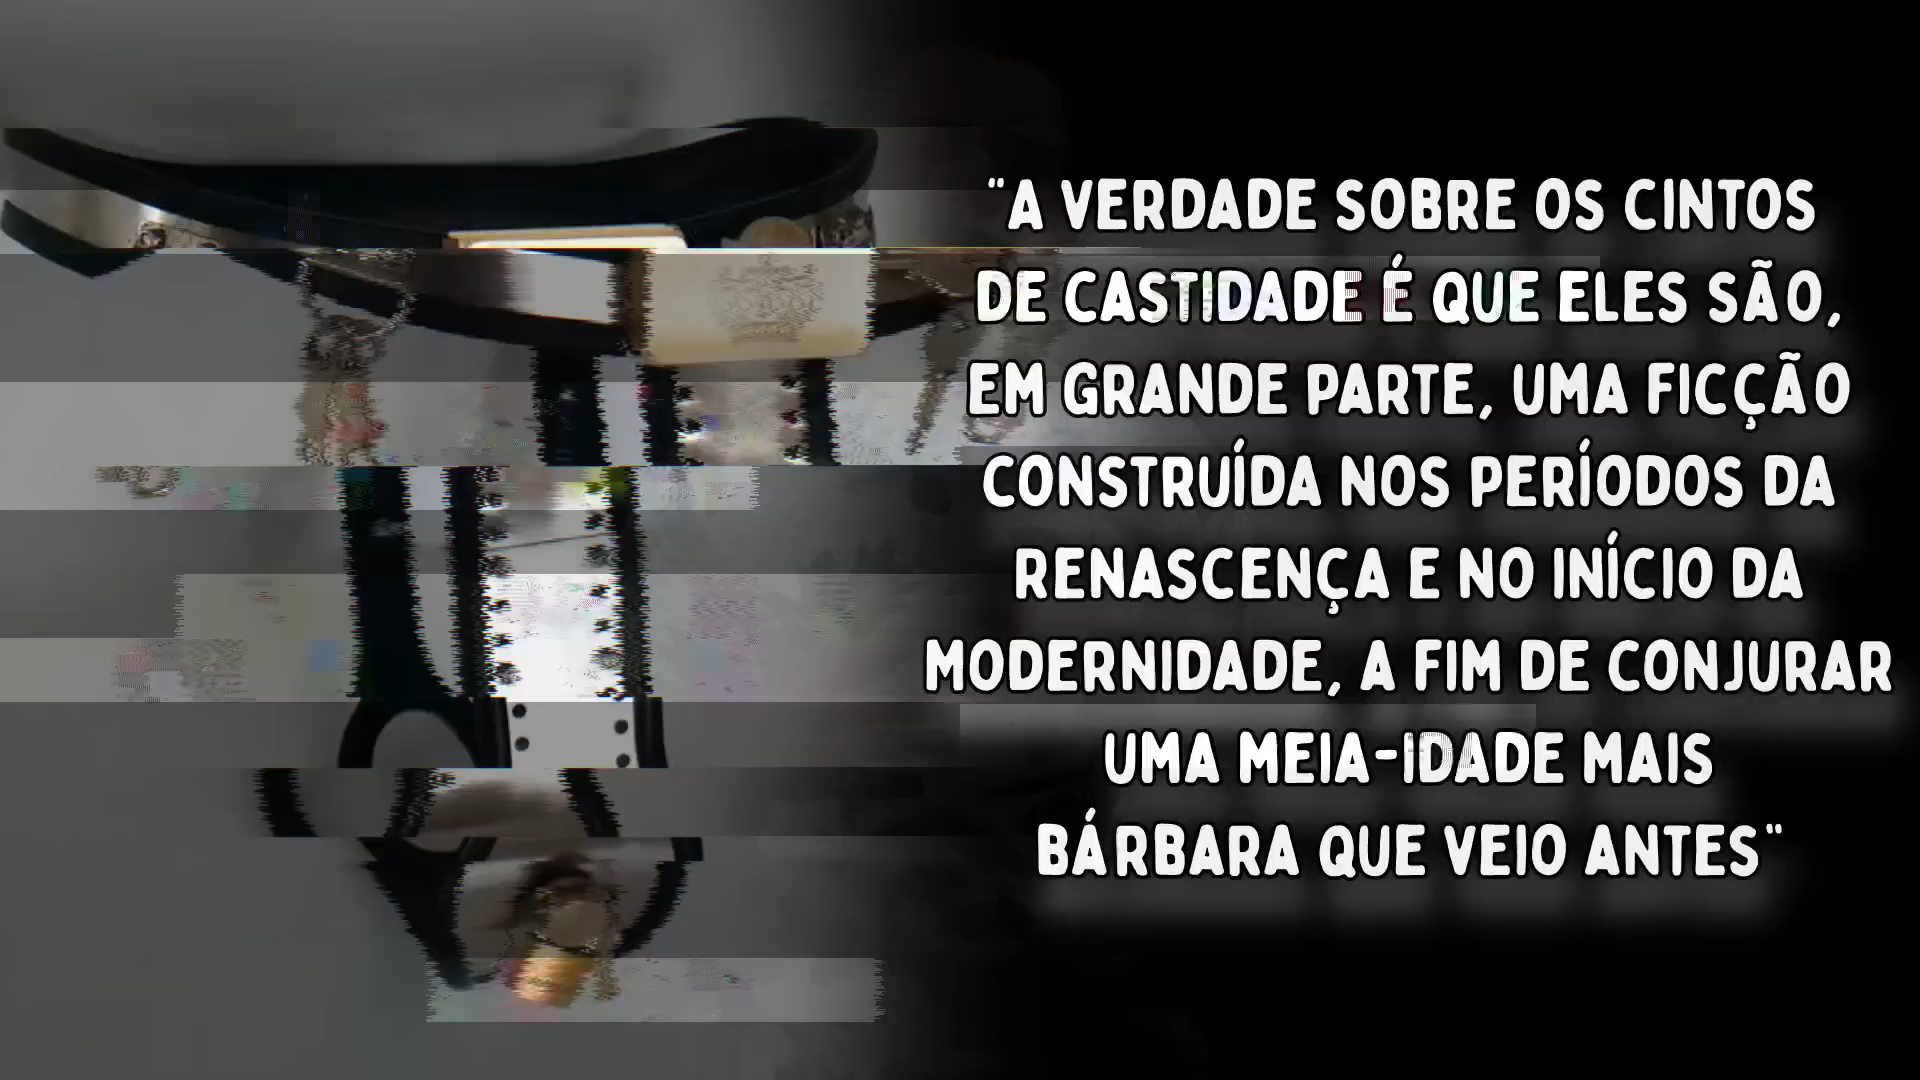 "A VERDADE SOBRE OS CINTOS
DE CASTIDADE É QUE ELES SÃO,
EM GRANDE PARTE, UMA FICÇÃO
CONSTRUÍDA NOS PERÍODOS DA
RENASCENÇA E NO INÍCIO DA
MODERNIDADE, A FIM DE CONJURAR
UMA MEIA-IDADE MAIS
BÁRBARA QUE VEIO ANTES"